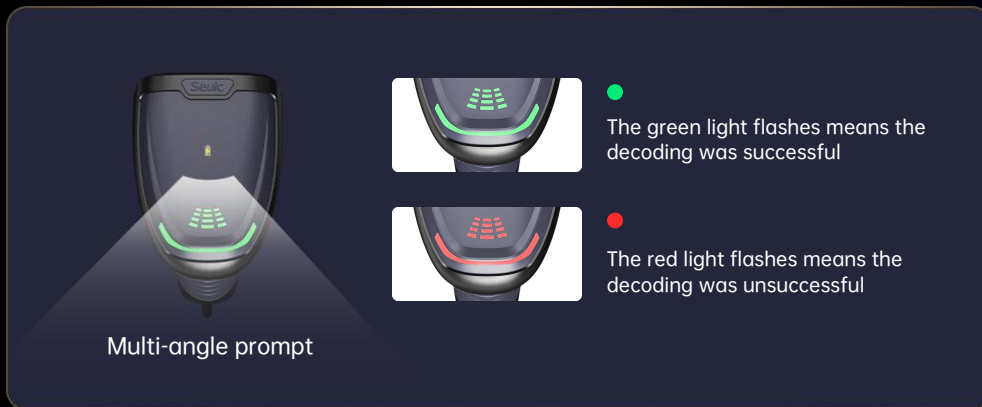 Seuic
The green light flashes means the
decoding was successful
The red light flashes means the
decoding was unsuccessful
Multi-angle prompt